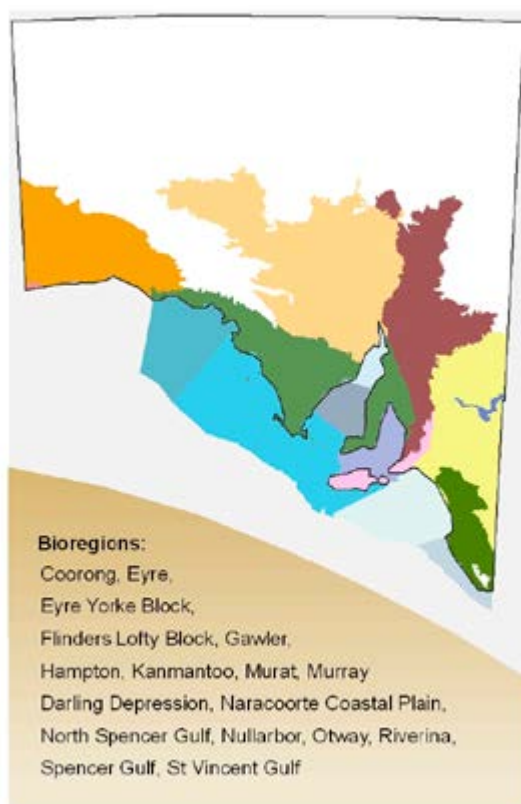 Bioregions:
Coorong, Eyre,
Eyre Yorke Block,
Flinders Lofty Block, Gawler,
Hampton, Kanmantoo, Murat, Murray
Darling Depression, Naracoorte Coastal Plain,
North Spencer Gulf, Nullarbor, Otway, Riverina,
Spencer Gulf, St Vincent Gulf